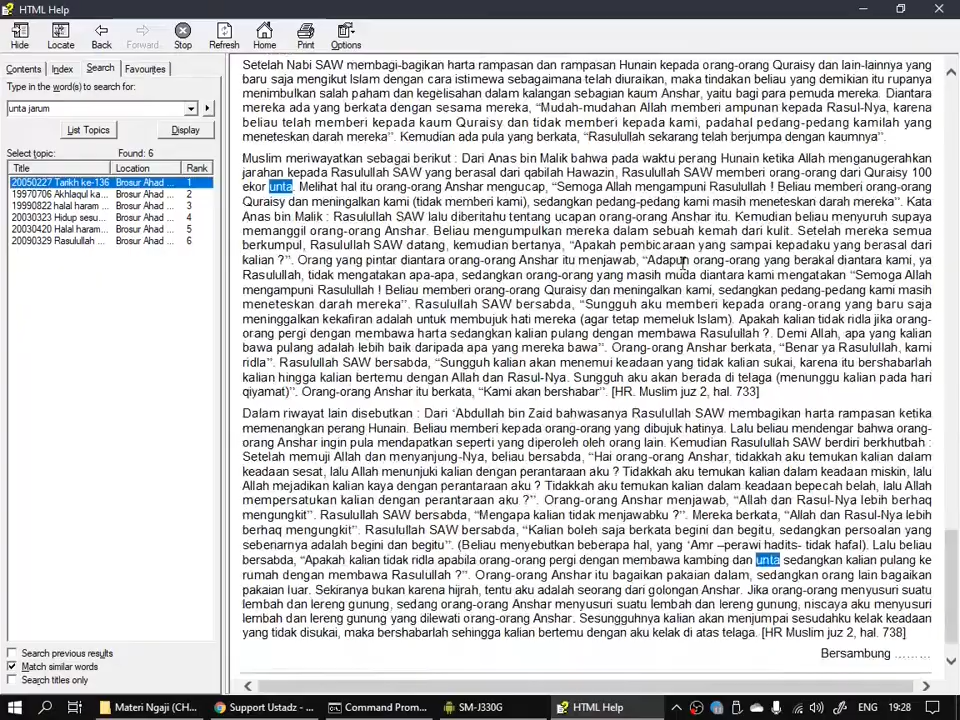 HTML Help
Hide
Locate
Back
Forward
Stop
Refresh
Home
Print
Options
Contents
Index
Search
Favourites
Type in the word(s) to search for:
unta jarum
List Topics
Display
Select topic:
Found: 6
Title Location Rank
20050227 Tarikh ke-136 Brosur Ahad ... 1
19970706 Akhlaqul ka... Brosur Ahad ... 2
19990822 halal haram ... Brosur Ahad ... 3
20030323 Hidup sesu... Brosur Ahad ... 4
20030420 Halal haram ... Brosur Ahad ... 5
20090329 Rasulullah ... Brosur Ahad ... 6
Search previous results
Match similar words
Search titles only
Setelah Nabi SAW membagi-bagikan harta rampasan dan rampasan Hunain kepada orang-orang Quraisy dan lain-lainnya yang
baru saja mengikut Islam dengan cara istimewa sebagaimana telah diuraikan, maka tindakan beliau yang demikian itu rupanya
menimbulkan salah paham dan kegelisahan dalam kalangan sebagian kaum Anshar, yaitu bagi para pemuda mereka. Diantara
mereka ada yang berkata dengan sesama mereka, “Mudah-mudahan Allah memberi ampunan kepada Rasul-Nya, karena
beliau telah memberi kepada kaum Quraisy dan tidak memberi kepada kami, padahal pedang-pedang kamilah yang
meneteskan darah mereka”. Kemudian ada pula yang berkata, “Rasulullah sekarang telah berjumpa dengan kaumnya”.
Muslim meriwayatkan sebagai berikut : Dari Anas bin Malik bahwa pada waktu perang Hunain ketika Allah menganugerahkan
jarahan kepada Rasulullah SAW yang berasal dari qabilah Hawazin, Rasulullah SAW memberi orang-orang dari Quraisy 100
ekor unta. Melihat hal itu orang-orang Anshar mengucap, “Semoga Allah mengampuni Rasulullah ! Beliau memberi orang-orang
Quraisy dan meningalkan kami (tidak memberi kami), sedangkan pedang-pedang kami masih meneteskan darah mereka”. Kata
Anas bin Malik : Rasulullah SAW lalu diberitahu tentang ucapan orang-orang Anshar itu. Kemudian beliau menyuruh supaya
memanggil orang-orang Anshar. Beliau mengumpulkan mereka dalam sebuah kemah dari kulit. Setelah mereka semua
berkumpul, Rasulullah SAW datang, kemudian bertanya, “Apakah pembicaraan yang sampai kepadaku yang berasal dari
kalian ?”. Orang yang pintar diantara orang-orang Anshar itu menjawab, “Adapun orang-orang yang berakal diantara kami, ya
Rasulullah, tidak mengatakan apa-apa, sedangkan orang-orang yang masih muda diantara kami mengatakan “Semoga Allah
mengampuni Rasulullah ! Beliau memberi orang-orang Quraisy dan meningalkan kami, sedangkan pedang-pedang kami masih
meneteskan darah mereka”. Rasulullah SAW bersabda, “Sungguh aku memberi kepada orang-orang yang baru saja
meninggalkan kekafiran adalah untuk membujuk hati mereka (agar tetap memeluk Islam). Apakah kalian tidak ridla jika orang-
orang pergi dengan membawa harta sedangkan kalian pulang dengan membawa Rasulullah ?. Demi Allah, apa yang kalian
bawa pulang adalah lebih baik daripada apa yang mereka bawa”. Orang-orang Anshar berkata, “Benar ya Rasulullah, kami
ridla”. Rasulullah SAW bersabda, “Sungguh kalian akan menemui keadaan yang tidak kalian sukai, karena itu bershabarlah
kalian hingga kalian bertemu dengan Allah dan Rasul-Nya. Sungguh aku akan berada di telaga (menunggu kalian pada hari
qiyamat)”. Orang-orang Anshar itu berkata, “Kami akan bershabar”. [HR. Muslim juz 2, hal. 733]
Dalam riwayat lain disebutkan : Dari ‘Abdullah bin Zaid bahwasanya Rasulullah SAW membagikan harta rampasan ketika
memenangkan perang Hunain. Beliau memberi kepada orang-orang yang dibujuk hatinya. Lalu beliau mendengar bahwa orang-
orang Anshar ingin pula mendapatkan seperti yang diperoleh oleh orang lain. Kemudian Rasulullah SAW berdiri berkhutbah :
Setelah memuji Allah dan menyanjung-Nya, beliau bersabda, “Hai orang-orang Anshar, tidakkah aku temukan kalian dalam
keadaan sesat, lalu Allah menunjuki kalian dengan perantaraan aku ? Tidakkah aku temukan kalian dalam keadaan miskin, lalu
Allah mejadikan kalian kaya dengan perantaraan aku ? Tidakkah aku temukan kalian dalam keadaan bepecah belah, lalu Allah
mempersatukan kalian dengan perantaraan aku ?”. Orang-orang Anshar menjawab, “Allah dan Rasul-Nya lebih berhaq
mengungkit”. Rasulullah SAW bersabda, “Mengapa kalian tidak menjawabku ?”. Mereka berkata, “Allah dan Rasul-Nya lebih
berhaq mengungkit”. Rasulullah SAW bersabda, “Kalian boleh saja berkata begini dan begitu, sedangkan persoalan yang
sebenarnya adalah begini dan begitu”. (Beliau menyebutkan beberapa hal, yang ‘Amr –perawi hadits- tidak hafal). Lalu beliau
bersabda, “Apakah kalian tidak ridla apabila orang-orang pergi dengan membawa kambing dan unta sedangkan kalian pulang ke
rumah dengan membawa Rasulullah ?”. Orang-orang Anshar itu bagaikan pakaian dalam, sedangkan orang lain bagaikan
pakaian luar. Sekiranya bukan karena hijrah, tentu aku adalah seorang dari golongan Anshar. Jika orang-orang menyusuri suatu
lembah dan lereng gunung, sedang orang-orang Anshar menyusuri suatu lembah dan lereng gunung, niscaya aku menyusuri
lembah dan lereng gunung yang dilewati orang-orang Anshar. Sesungguhnya kalian akan menjumpai sesudahku kelak keadaan
yang tidak disukai, maka bershabarlah sehingga kalian bertemu dengan aku kelak di atas telaga. [HR Muslim juz 2, hal. 738]
Bersambung ………
Materi Ngaji (CH...
Support Ustadz - ...
Command Prom...
SM-J330G
HTML Help
ENG
19:28